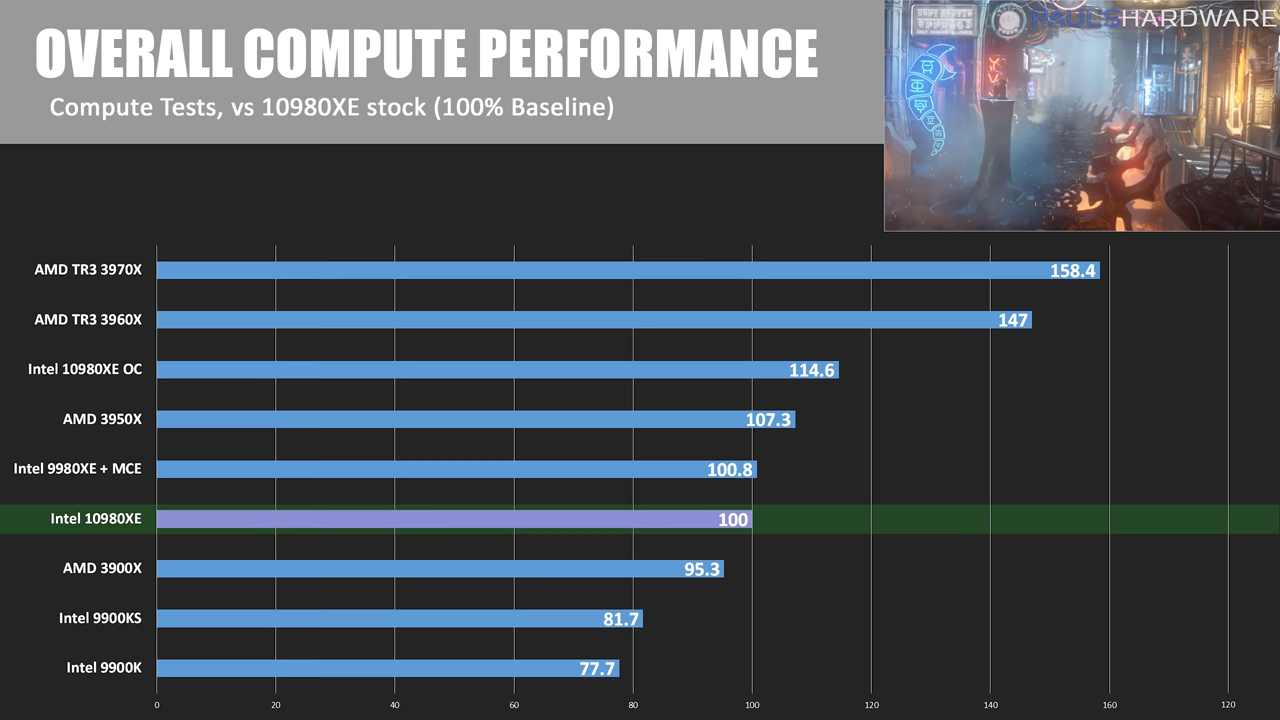 OVERALL COMPUTE PERFORMANCE
Compute Tests, vs 10980XE stock (100% Baseline)
PAUL'SHARDWARE
AMD TR3 3970X 158.4
AMD TR3 3960X 147
Intel 10980XE OC 114.6
AMD 3950X 107.3
Intel 9980XE + MCE 100.8
Intel 10980XE 100
AMD 3900X 95.3
Intel 9900KS 81.7
Intel 9900K 77.7
0 20 40 60 80 100 120 140 160 120